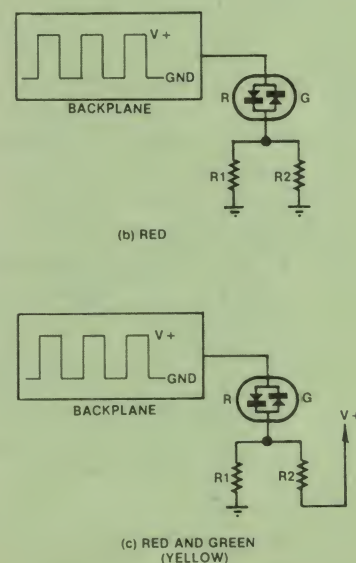 V +
GND
BACKPLANE
R
G
R1
R2
(b) RED
V +
GND
BACKPLANE
R
G
V +
R1
R2
(c) RED AND GREEN
(YELLOW)